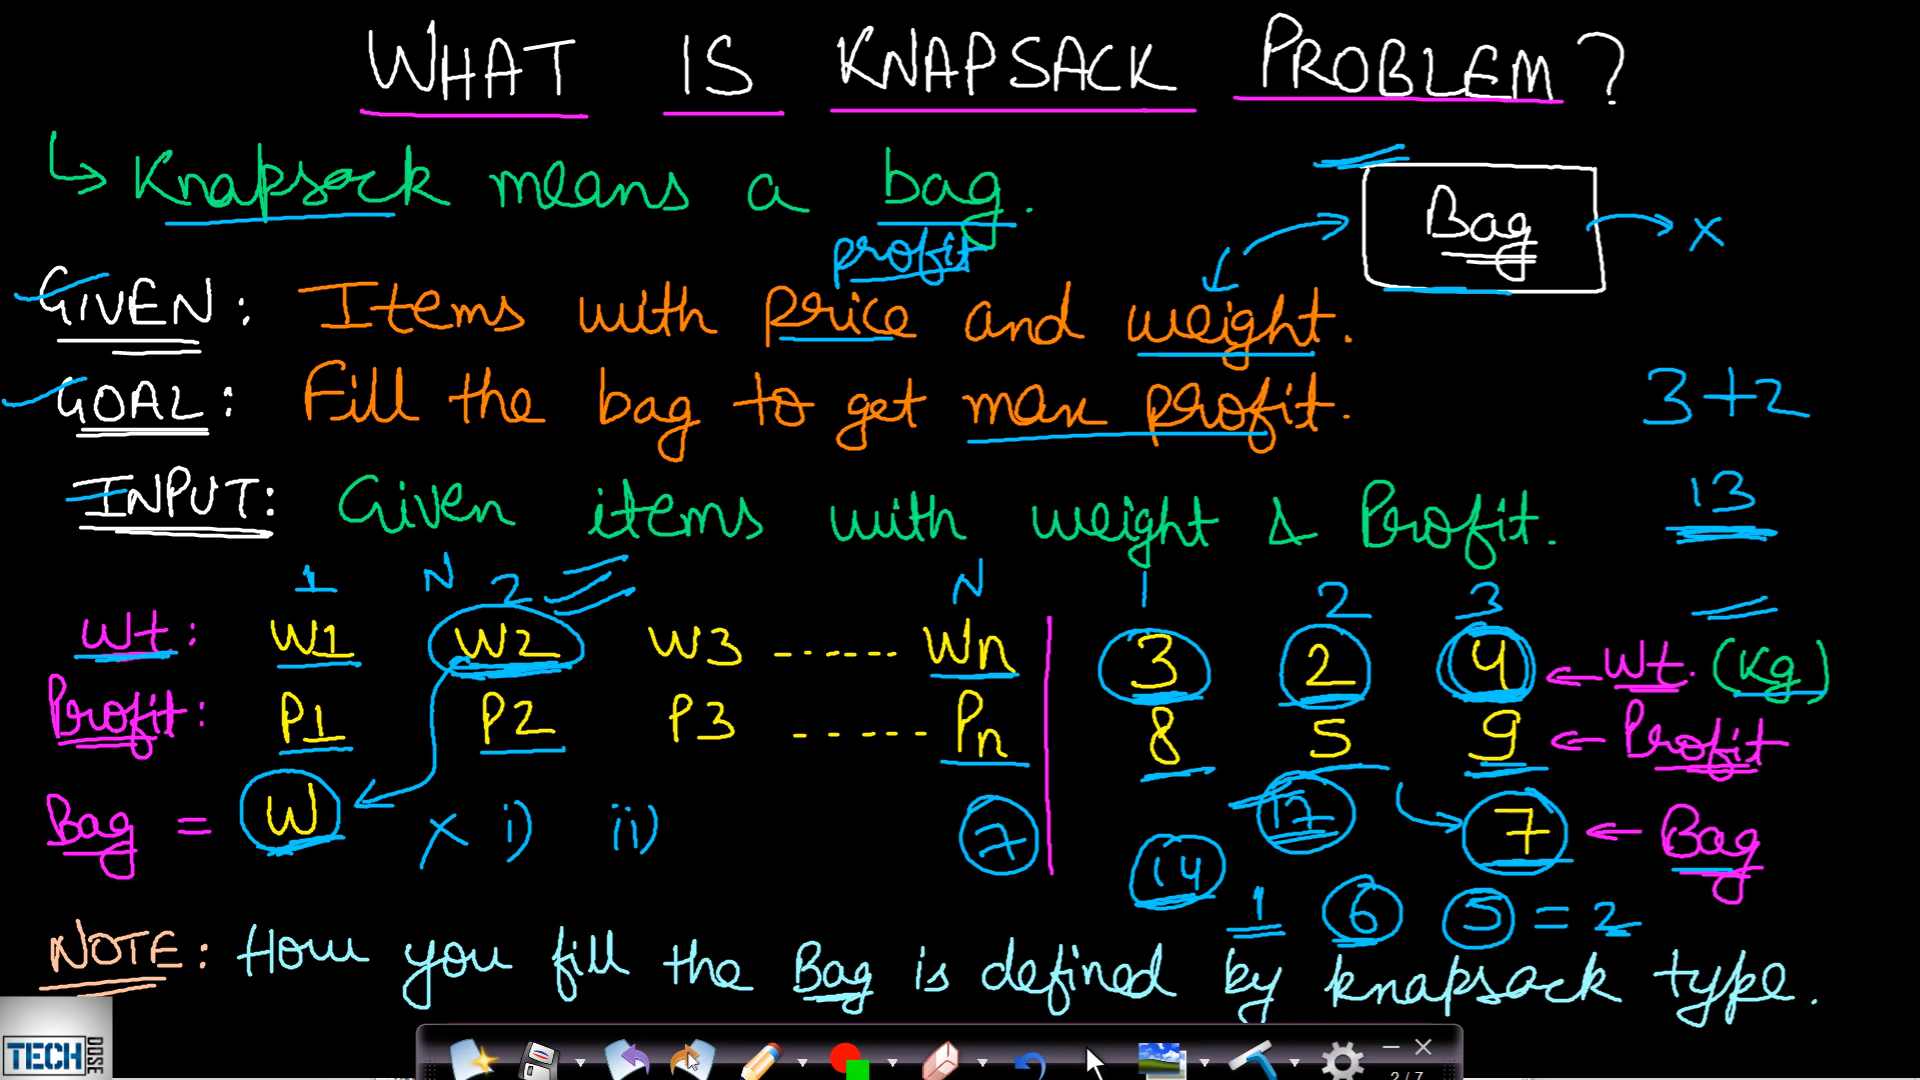 WHAT IS KNAPSACK PROBLEM?
Knapsack means a bag.
Bag x
profit
GIVEN: Items with price and weight.
GOAL: Fill the bag to get max profit.
3+2
INPUT: Given items with weight & Profit.
13
1 N 2 N 1 2 3
Wt: W1 W2 W3 ------ Wn 3 2 4 ← Wt. (Kg)
Profit: P1 P2 P3 ----- Pn 8 5 9 ← Profit
Bag = W x i) ii) 7 14 12 7 ← Bag
1 6 5 = 2
NOTE: How you fill the Bag is defined by knapsack type.
TECH DOSE
2 / 7